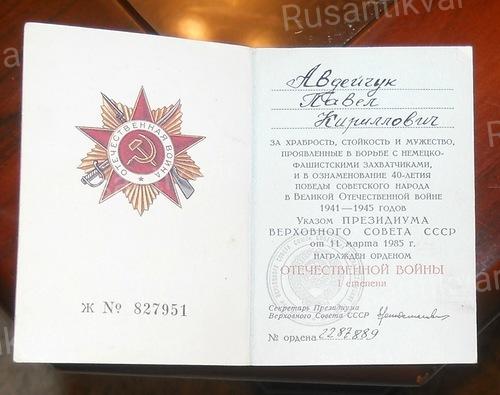 Rusantikvar
ОТЕЧЕСТВЕННАЯ ВОЙНА
Ж № 827951
Авдейчук
Павел
Кириллович
ЗА ХРАБРОСТЬ, СТОЙКОСТЬ И МУЖЕСТВО,
ПРОЯВЛЕННЫЕ В БОРЬБЕ С НЕМЕЦКО-
ФАШИСТСКИМИ ЗАХВАТЧИКАМИ,
И В ОЗНАМЕНОВАНИЕ 40-ЛЕТИЯ
ПОБЕДЫ СОВЕТСКОГО НАРОДА
В ВЕЛИКОЙ ОТЕЧЕСТВЕННОЙ ВОЙНЕ
1941—1945 ГОДОВ
УКАЗОМ ПРЕЗИДИУМА
ВЕРХОВНОГО СОВЕТА СССР
ОТ 11 МАРТА 1985 Г.
НАГРАЖДЕН ОРДЕНОМ
ОТЕЧЕСТВЕННОЙ ВОЙНЫ
I СТЕПЕНИ
Секретарь Президиума
Верховного Совета СССР
№ ордена 2287889